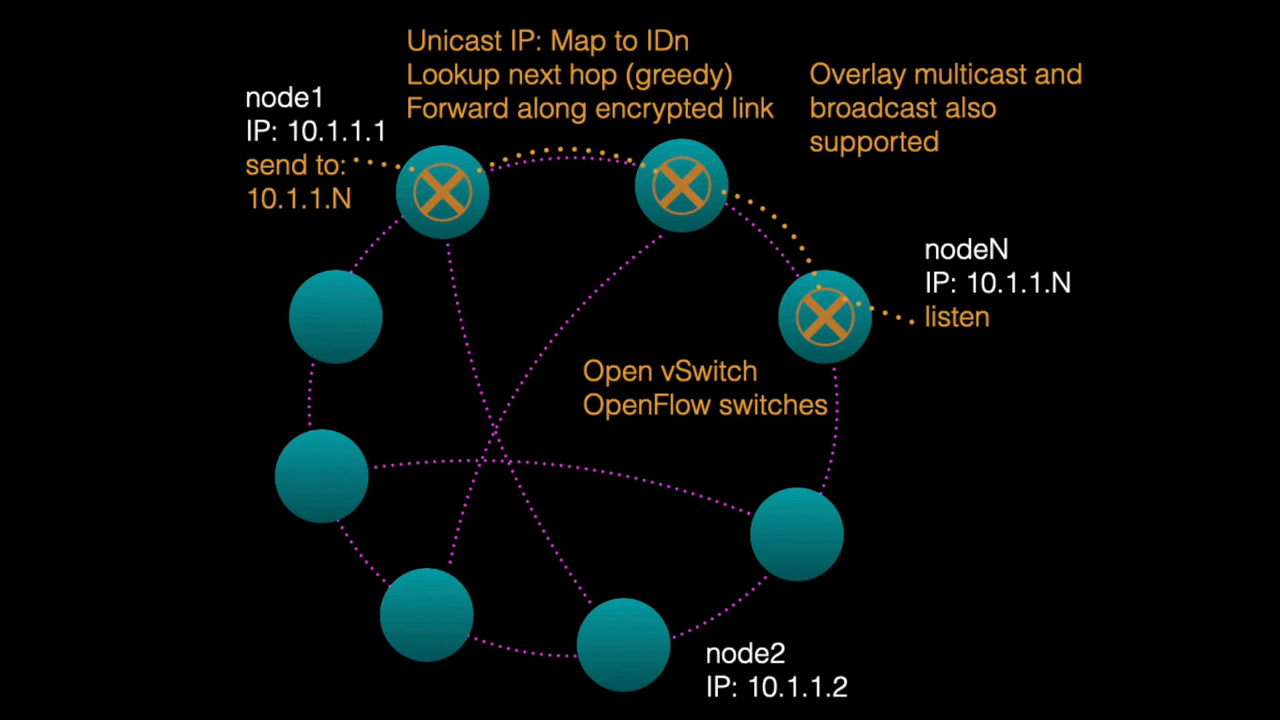 Unicast IP: Map to IDn
Lookup next hop (greedy)
Forward along encrypted link
Overlay multicast and
broadcast also
supported
node1
IP: 10.1.1.1
send to:
10.1.1.N
nodeN
IP: 10.1.1.N
listen
Open vSwitch
OpenFlow switches
node2
IP: 10.1.1.2